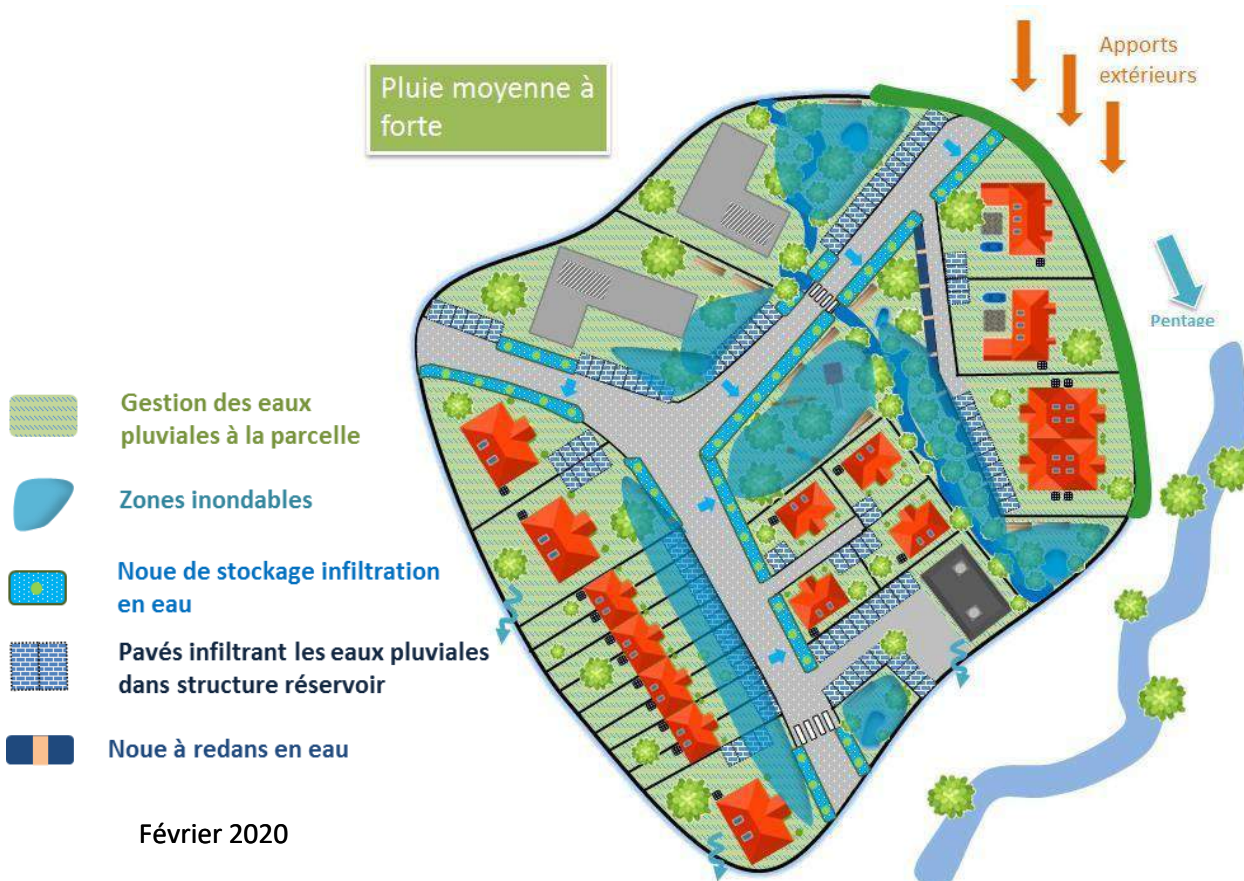 Pluie moyenne à
forte
Apports
extérieurs
Pentage
Gestion des eaux
pluviales à la parcelle
Zones inondables
Noue de stockage infiltration
en eau
Pavés infiltrant les eaux pluviales
dans structure réservoir
Noue à redans en eau
Février 2020